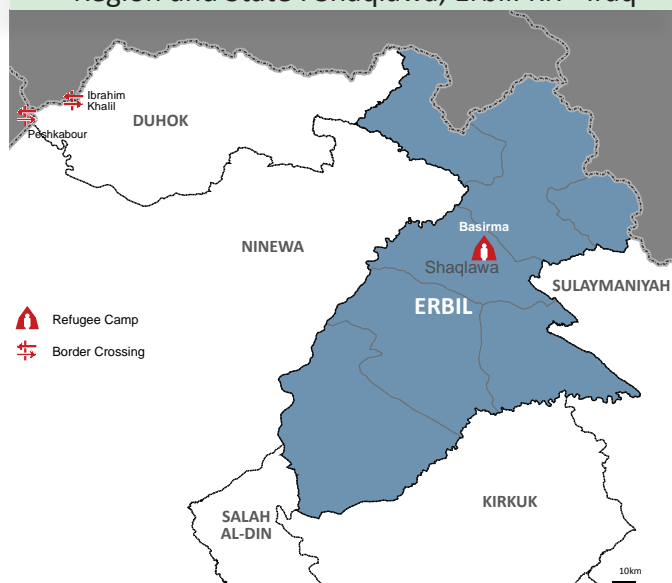 Ibrahim
Khalil
Peshkabour
DUHOK
NINEWA
Basirma
Shaqlawa
SULAYMANIYAH
ERBIL
Refugee Camp
Border Crossing
KIRKUK
SALAH
AL-DIN
10km